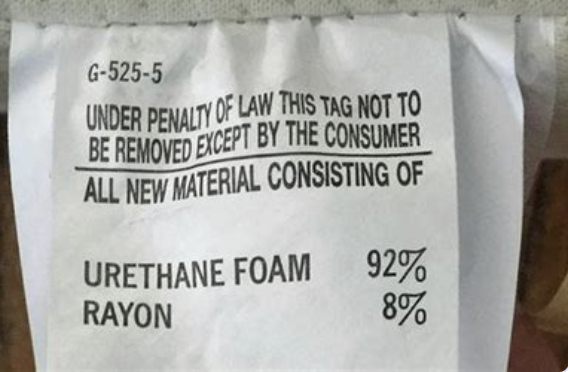 G-525-5
UNDER PENALTY OF LAW THIS TAG NOT TO
BE REMOVED EXCEPT BY THE CONSUMER
ALL NEW MATERIAL CONSISTING OF
URETHANE FOAM 92%
RAYON 8%